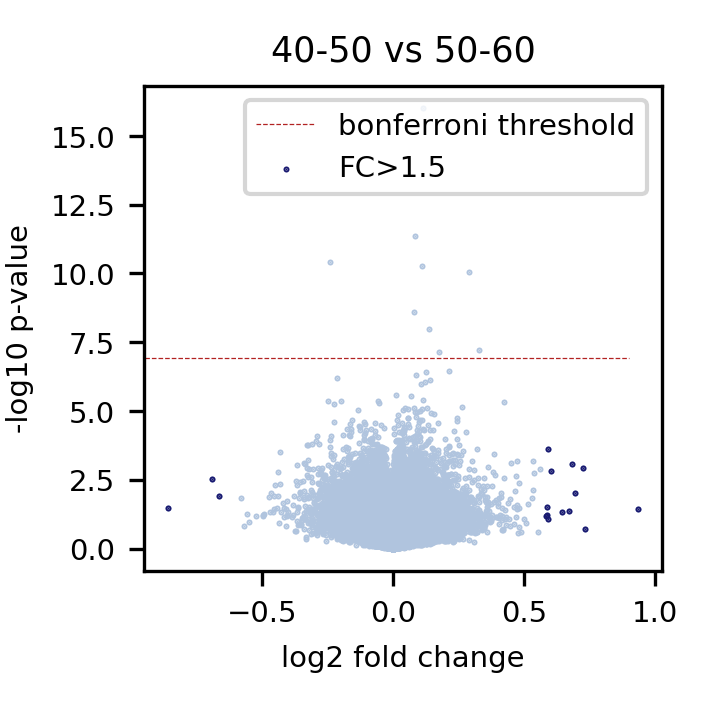 40-50 vs 50-60
bonferroni threshold
FC>1.5
15.0
12.5
10.0
7.5
5.0
2.5
0.0
-log10 p-value
−0.5
0.0
0.5
1.0
log2 fold change